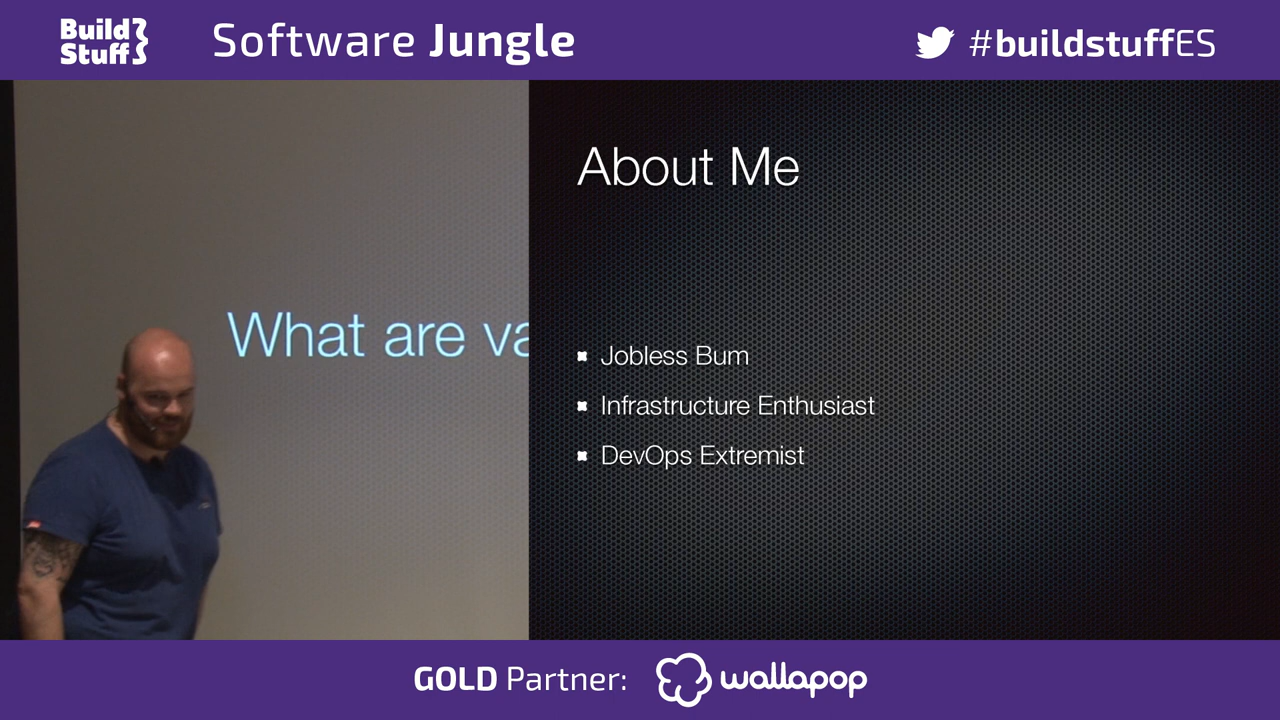 Build
Stuff
Software Jungle
#buildstuffES
What are va
About Me
Jobless Bum
Infrastructure Enthusiast
DevOps Extremist
GOLD Partner:
wallapop